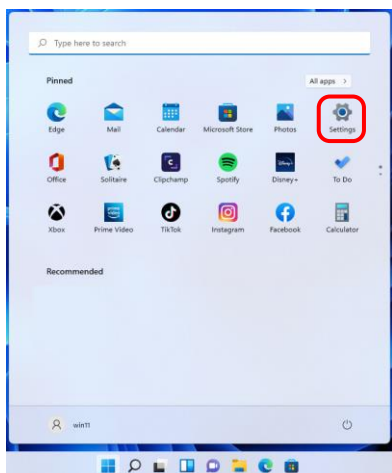 Type here to search
Pinned
All apps >
Edge
Mail
Calendar
Microsoft Store
Photos
Settings
Office
Solitaire
Clipchamp
Spotify
Disney+
To Do
Xbox
Prime Video
TikTok
Instagram
Facebook
Calculator
Recommended
win11